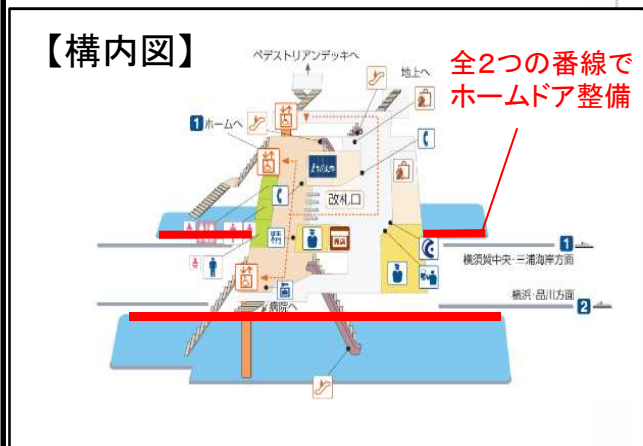 【構内図】
ペデストリアンデッキへ
地上へ
全2つの番線で
ホームドア整備
1 ホームへ
改札口
精
1
横須賀中央・三浦海岸方面
横浜・品川方面
2
病院へ